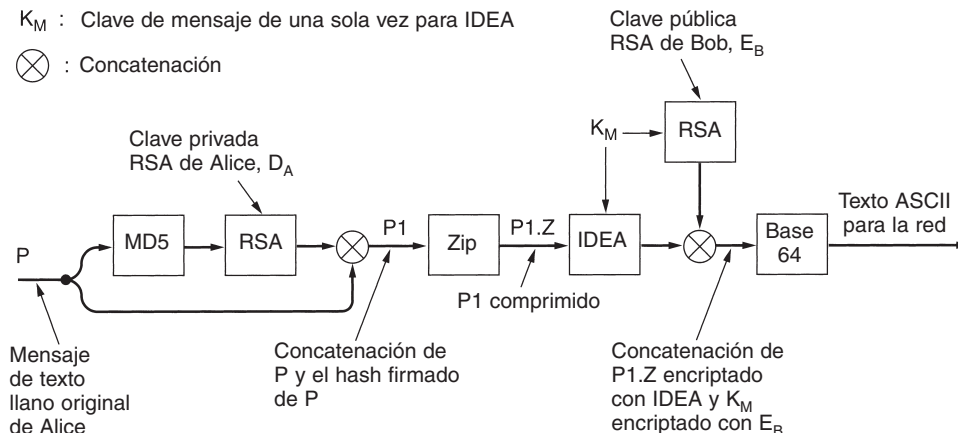 K_M : Clave de mensaje de una sola vez para IDEA
: Concatenación
Clave pública
RSA de Bob, E_B
Clave privada
RSA de Alice, D_A
K_M
RSA
P
MD5
RSA
P1
Zip
P1.Z
IDEA
Base
64
Texto ASCII
para la red
P1 comprimido
Mensaje
de texto
llano original
de Alice
Concatenación de
P y el hash firmado
de P
Concatenación de
P1.Z encriptado
con IDEA y K_M
encriptado con E_B